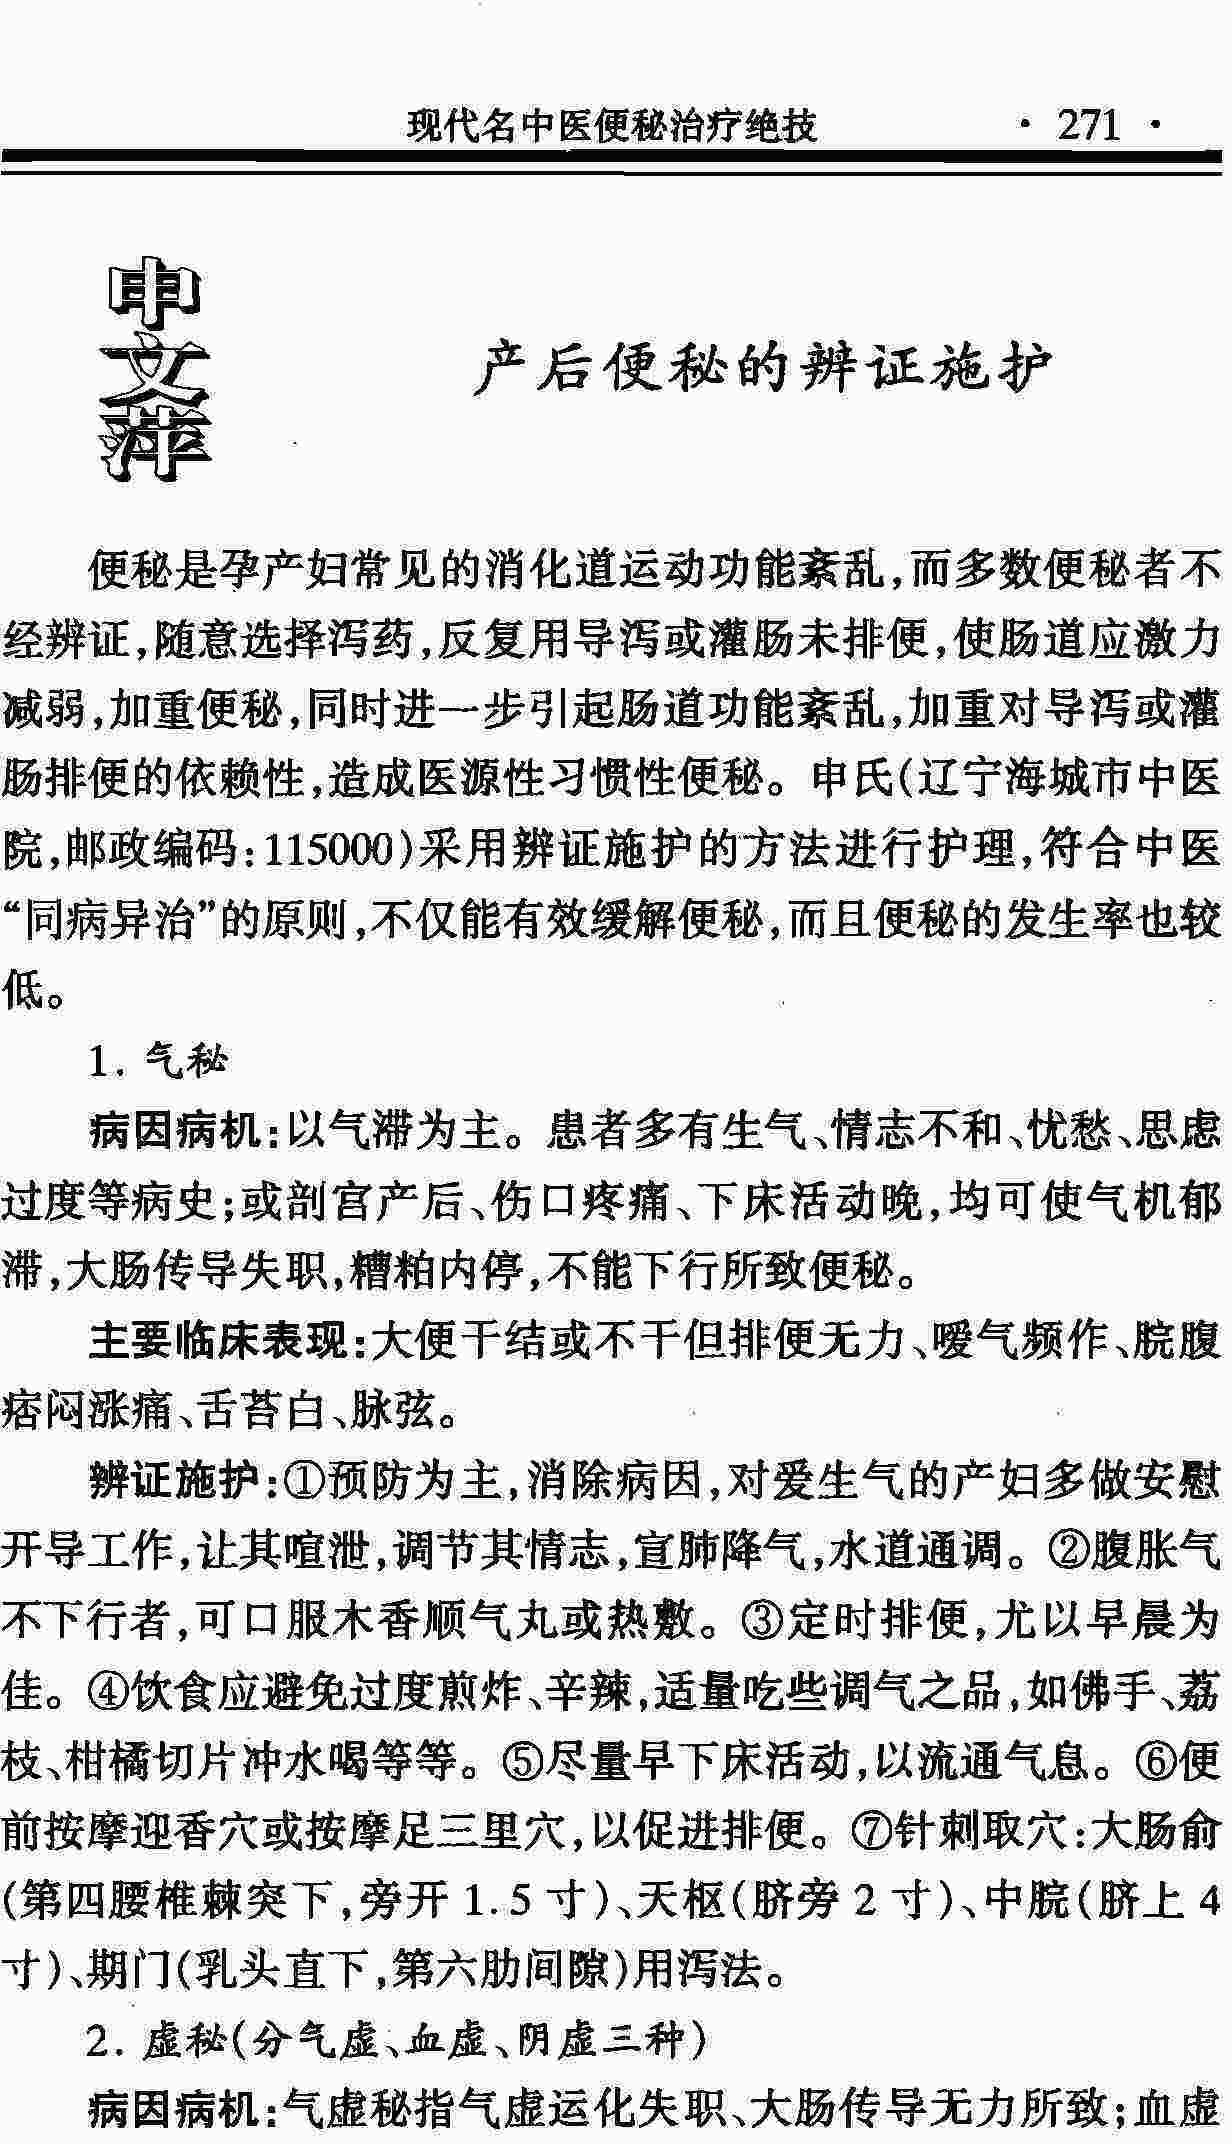 现代名中医便秘治疗绝技 · 271 ·
申文萍
产后便秘的辨证施护
便秘是孕产妇常见的消化道运动功能紊乱,而多数便秘者不
经辨证,随意选择泻药,反复用导泻或灌肠未排便,使肠道应激力
减弱,加重便秘,同时进一步引起肠道功能紊乱,加重对导泻或灌
肠排便的依赖性,造成医源性习惯性便秘。申氏(辽宁海城市中医
院,邮政编码:115000)采用辨证施护的方法进行护理,符合中医
“同病异治”的原则,不仅能有效缓解便秘,而且便秘的发生率也较
低。
1. 气秘
病因病机:以气滞为主。患者多有生气、情志不和、忧愁、思虑
过度等病史;或剖宫产后、伤口疼痛、下床活动晚,均可使气机郁
滞,大肠传导失职,糟粕内停,不能下行所致便秘。
主要临床表现:大便干结或不干但排便无力、嗳气频作、脘腹
痞闷涨痛、舌苔白、脉弦。
辨证施护:①预防为主,消除病因,对爱生气的产妇多做安慰
开导工作,让其喧泄,调节其情志,宣肺降气,水道通调。②腹胀气
不下行者,可口服木香顺气丸或热敷。③定时排便,尤以早晨为
佳。④饮食应避免过度煎炸、辛辣,适量吃些调气之品,如佛手、荔
枝、柑橘切片冲水喝等等。⑤尽量早下床活动,以流通气息。⑥便
前按摩迎香穴或按摩足三里穴,以促进排便。⑦针刺取穴:大肠俞
(第四腰椎棘突下,旁开 1.5 寸)、天枢(脐旁 2 寸)、中脘(脐上 4
寸)、期门(乳头直下,第六肋间隙)用泻法。
2. 虚秘(分气虚、血虚、阴虚三种)
病因病机:气虚秘指气虚运化失职、大肠传导无力所致;血虚